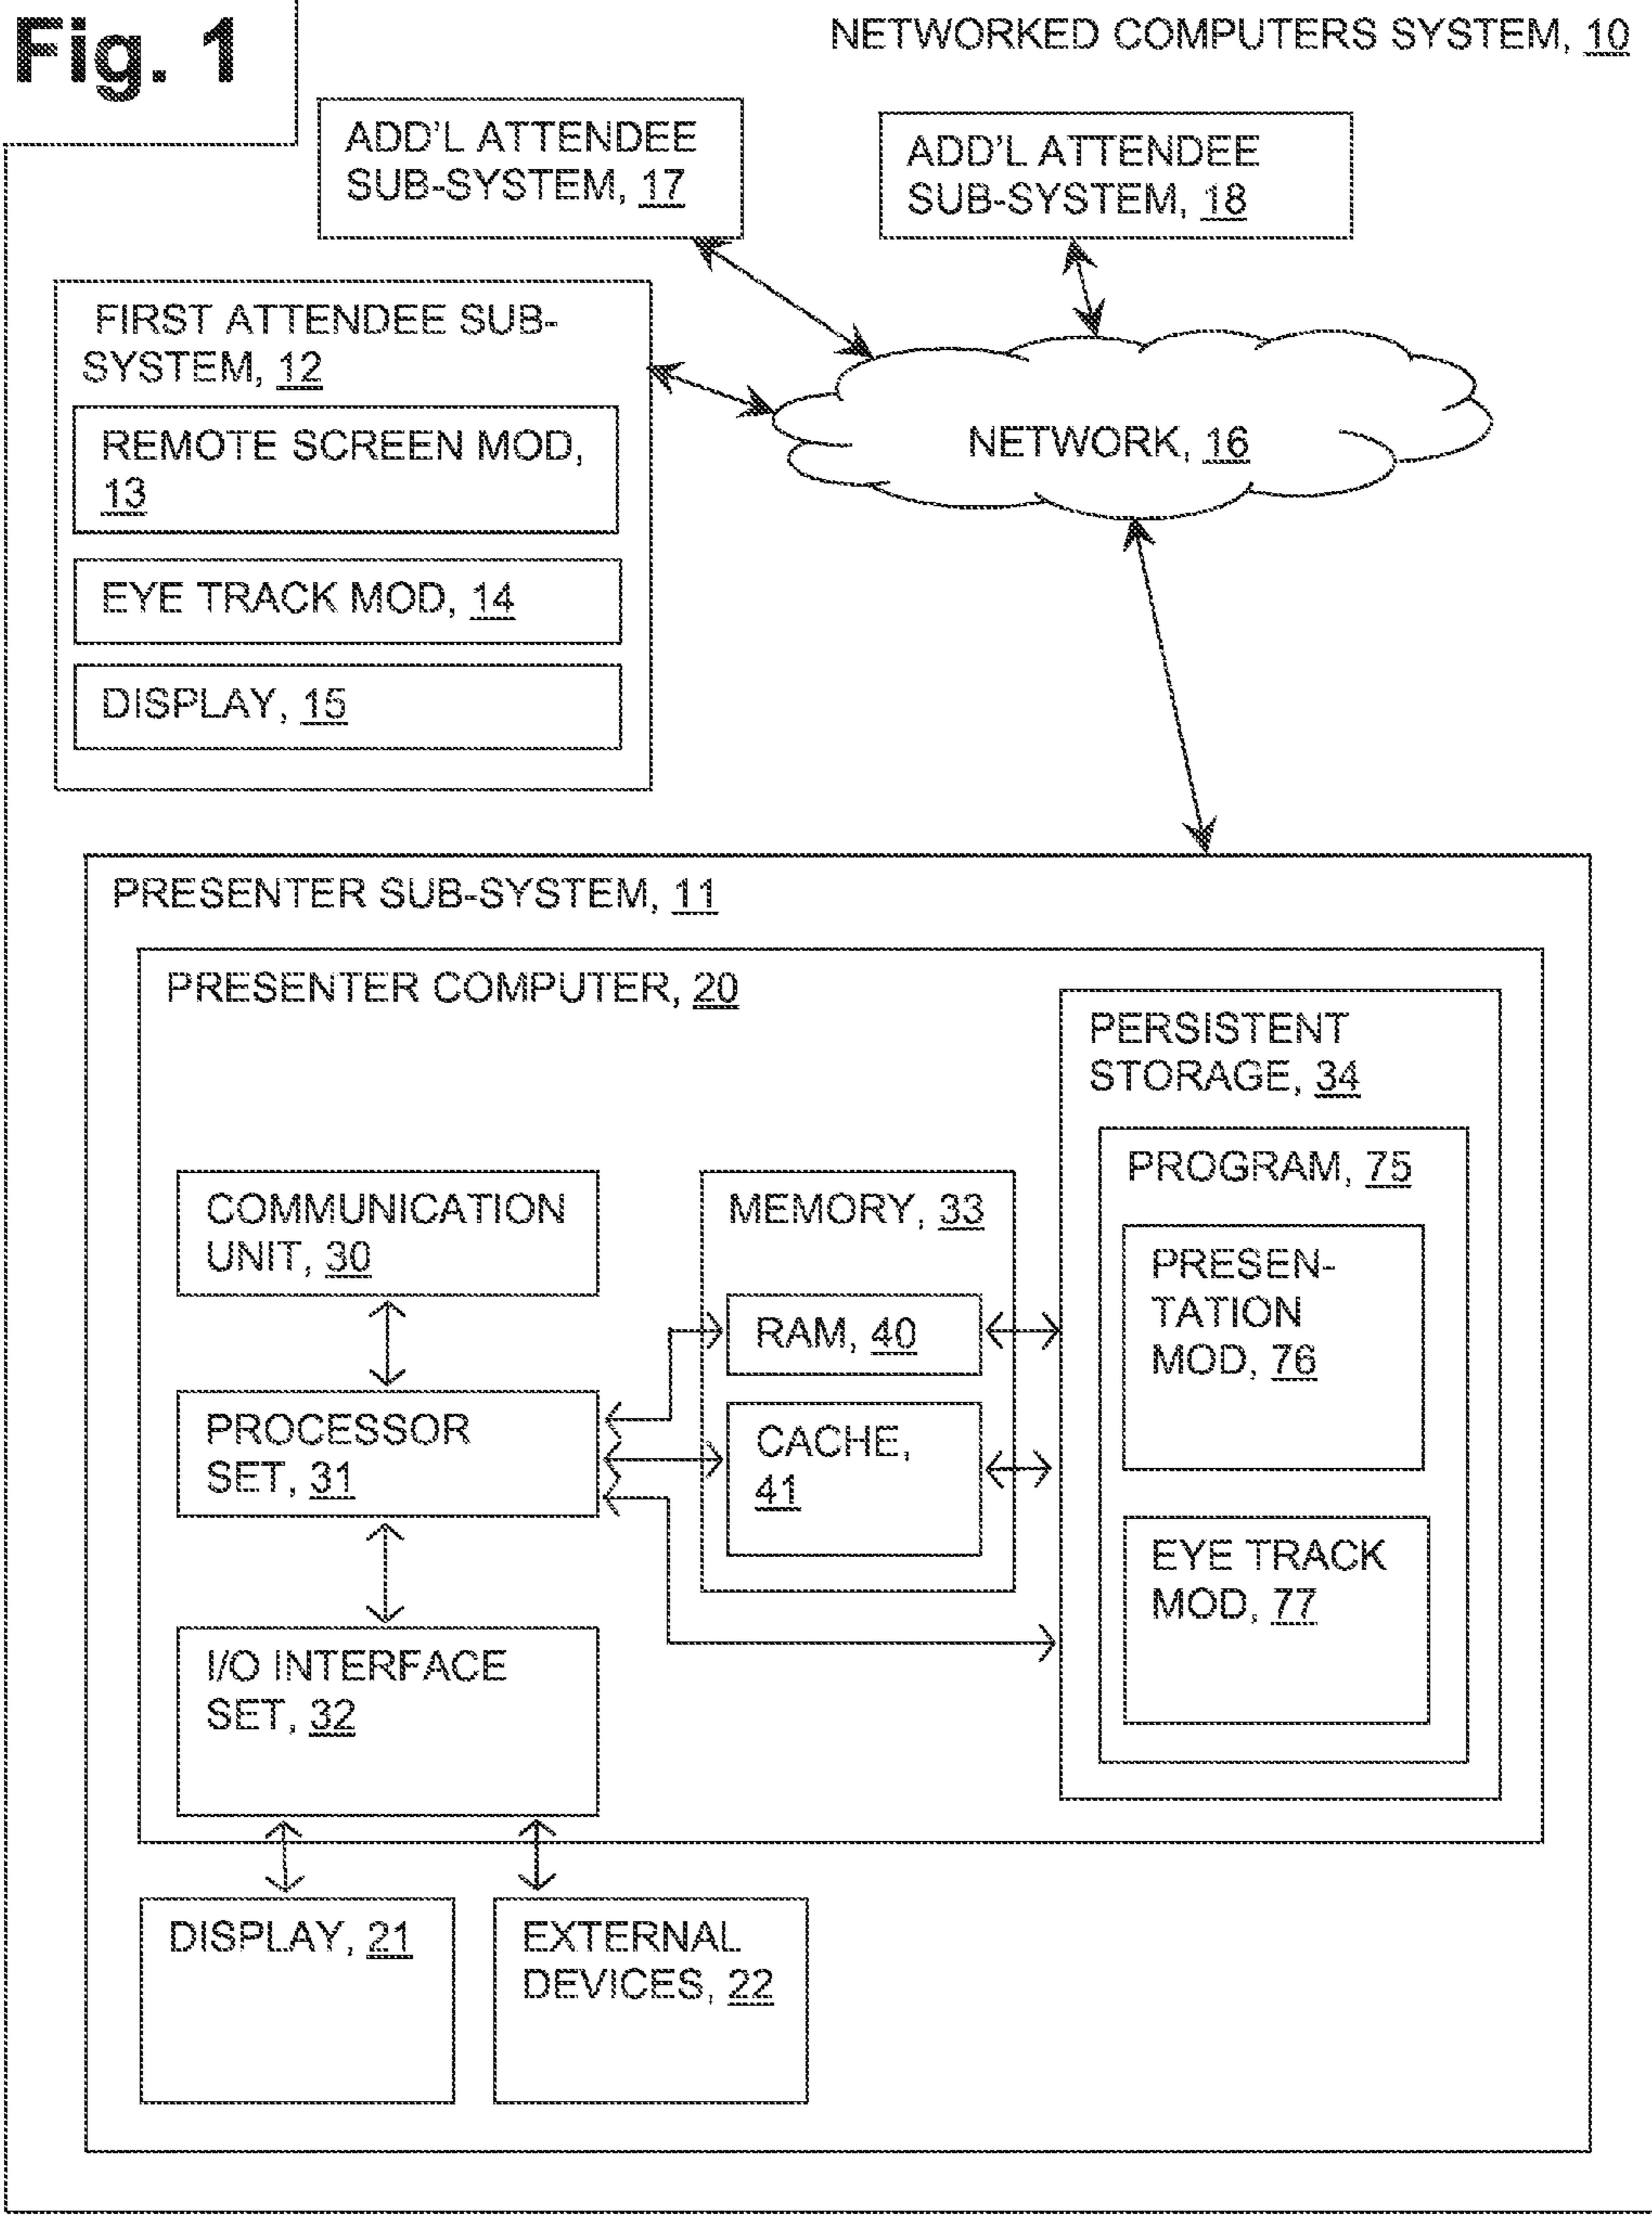 Fig. 1
NETWORKED COMPUTERS SYSTEM, 10
ADD'L ATTENDEE
SUB-SYSTEM, 17
ADD'L ATTENDEE
SUB-SYSTEM, 18
FIRST ATTENDEE SUB-
SYSTEM, 12
REMOTE SCREEN MOD,
13
EYE TRACK MOD, 14
DISPLAY, 15
NETWORK, 16
PRESENTER SUB-SYSTEM, 11
PRESENTER COMPUTER, 20
PERSISTENT
STORAGE, 34
PROGRAM, 75
PRESEN-
TATION
MOD, 76
EYE TRACK
MOD, 77
COMMUNICATION
UNIT, 30
MEMORY, 33
RAM, 40
CACHE,
41
PROCESSOR
SET, 31
I/O INTERFACE
SET, 32
DISPLAY, 21
EXTERNAL
DEVICES, 22